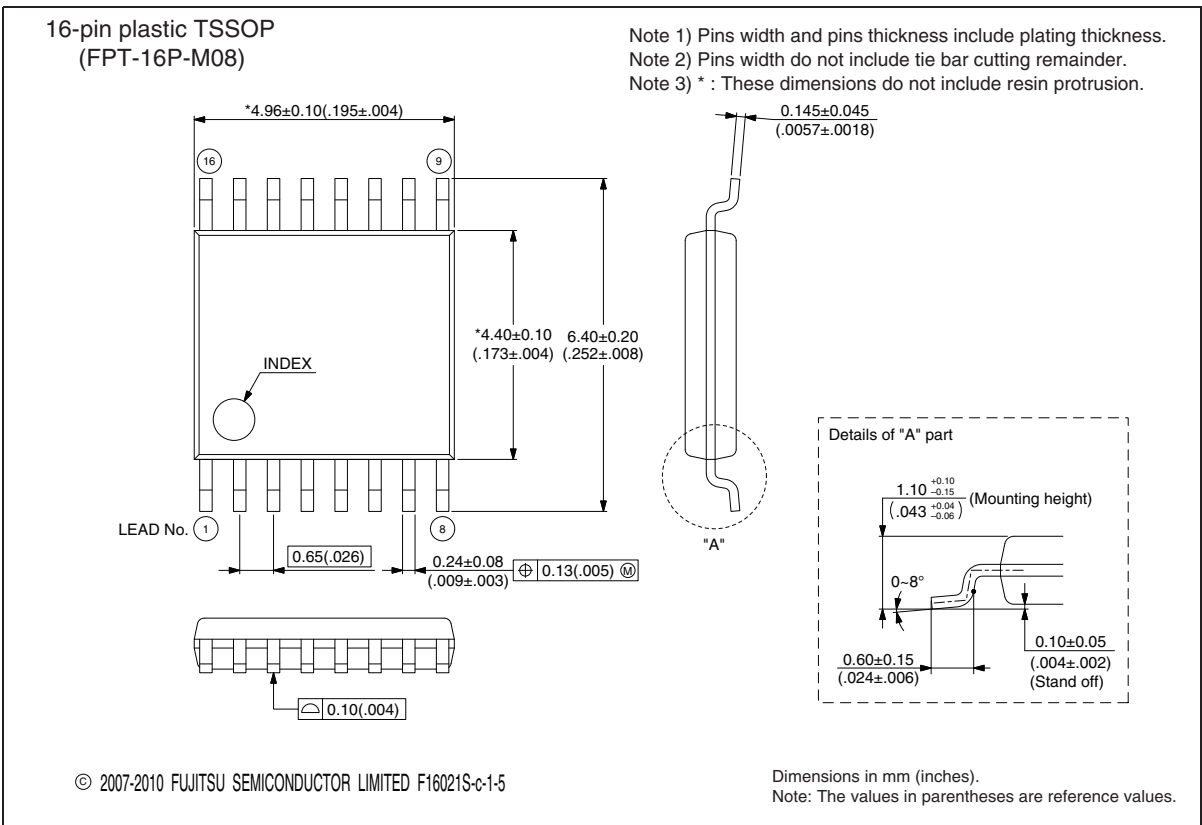 16-pin plastic TSSOP
(FPT-16P-M08)
Note 1) Pins width and pins thickness include plating thickness.
Note 2) Pins width do not include tie bar cutting remainder.
Note 3) * : These dimensions do not include resin protrusion.
*4.96±0.10(.195±.004)
0.145±0.045
(.0057±.0018)
16
9
*4.40±0.10
(.173±.004)
6.40±0.20
(.252±.008)
INDEX
LEAD No.
1
8
"A"
0.65(.026)
0.24±0.08
(.009±.003)
⌖ 0.13(.005) Ⓜ
⌓ 0.10(.004)
Details of "A" part
1.10 +0.10 –0.15
(.043 +0.04 –0.06)
(Mounting height)
0~8°
0.60±0.15
(.024±.006)
0.10±0.05
(.004±.002)
(Stand off)
© 2007-2010 FUJITSU SEMICONDUCTOR LIMITED F16021S-c-1-5
Dimensions in mm (inches).
Note: The values in parentheses are reference values.